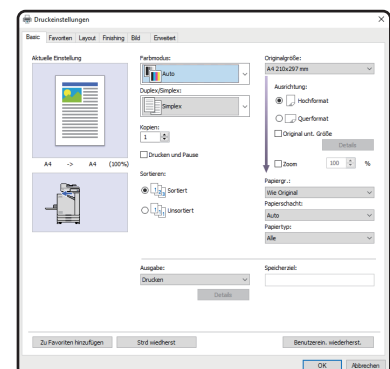 Druckeinstellungen
Basic Favoriten Layout Finishing Bild Erweitert
Aktuelle Einstellung
A4 -> A4 (100%)
Farbmodus:
Auto
Duplex/Simplex:
Simplex
Kopien:
1
Drucken und Pause
Sortieren:
Sortiert
Unsortiert
Originalgröße:
A4 210x297 mm
Ausrichtung:
Hochformat
Querformat
Original unt. Größe
Details
Zoom 100 %
Papiergr.:
Wie Original
Papierschacht:
Auto
Papiertyp:
Alle
Ausgabe:
Drucken
Details
Speicherziel:
Zu Favoriten hinzufügen Strd wiedherst Benutzerein. wiederherst.
OK Abbrechen